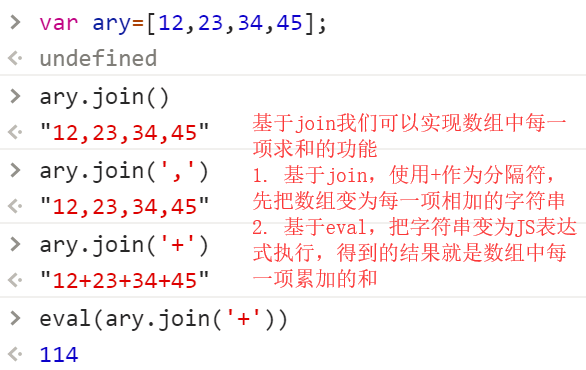 > var ary=[12,23,34,45];
< undefined
> ary.join()
< "12,23,34,45"
> ary.join(',')
< "12,23,34,45"
> ary.join('+')
< "12+23+34+45"
> eval(ary.join('+'))
< 114
基于join我们可以实现数组中每一
项求和的功能
1. 基于join，使用+作为分隔符，
先把数组变为每一项相加的字符串
2. 基于eval，把字符串变为JS表达
式执行，得到的结果就是数组中每
一项累加的和